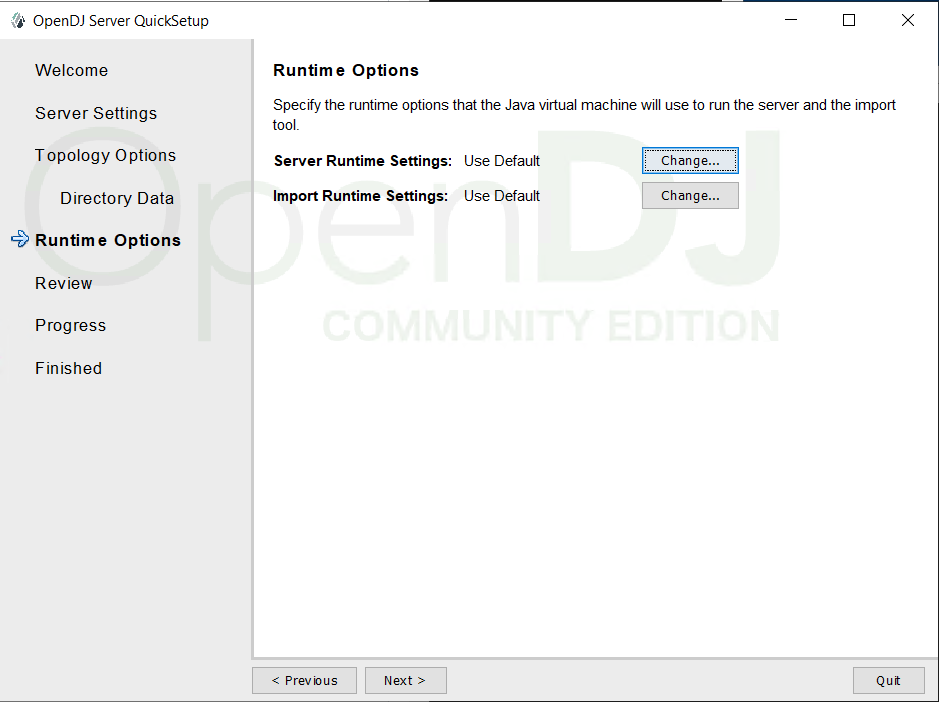 OpenDJ Server QuickSetup
Welcome
Server Settings
Topology Options
Directory Data
Runtime Options
Review
Progress
Finished
Runtime Options
Specify the runtime options that the Java virtual machine will use to run the server and the import
tool.
Server Runtime Settings: Use Default Change...
Import Runtime Settings: Use Default Change...
OpenDJ
COMMUNITY EDITION
< Previous Next > Quit